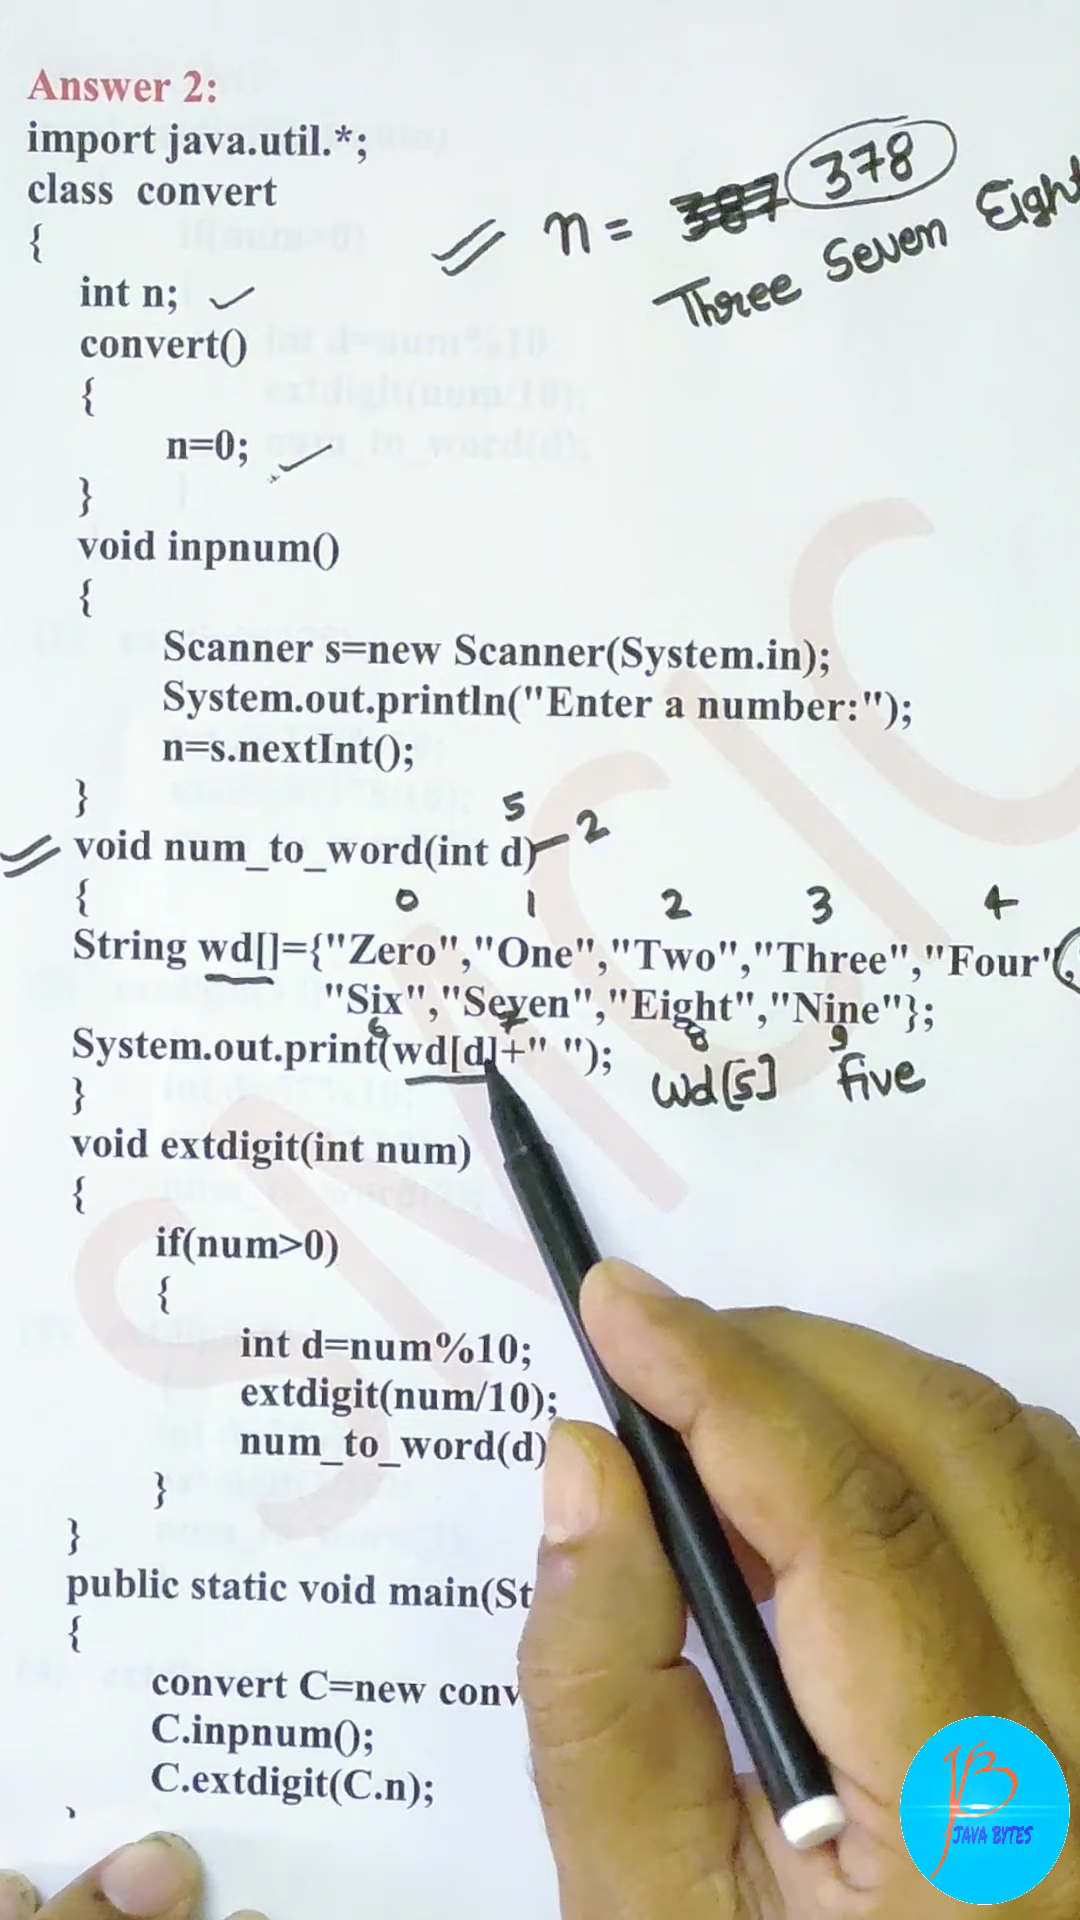 Answer 2:
import java.util.*;
class convert
{
n = 378
Three Seven Eight
int n;
convert()
{
n=0;
}
void inpnum()
{
Scanner s=new Scanner(System.in);
System.out.println("Enter a number:");
n=s.nextInt();
}
5
void num_to_word(int d) 2
{
0 1 2 3 4
String wd[]={"Zero","One","Two","Three","Four"
"Six","Seven","Eight","Nine"};
6 7 8 9
System.out.print(wd[d]+" ");
wd[5] five
}
void extdigit(int num)
{
if(num>0)
{
int d=num%10;
extdigit(num/10);
num_to_word(d)
}
}
public static void main(St
{
convert C=new conv
C.inpnum();
C.extdigit(C.n);
JB
JAVA BYTES